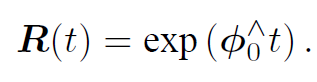 R(t) = exp (ϕ₀^∧ t) .